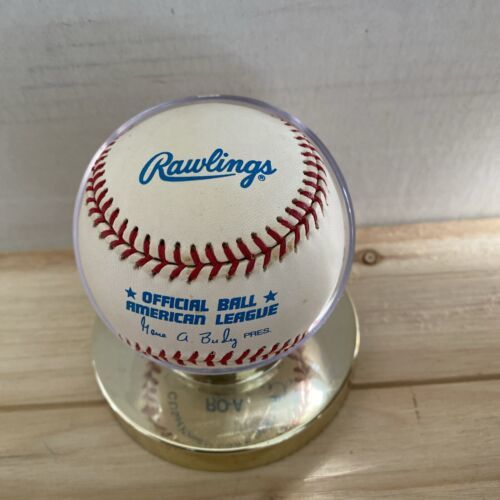 Rawlings®
★ OFFICIAL BALL ★
AMERICAN LEAGUE
Gene A. Budig PRES.